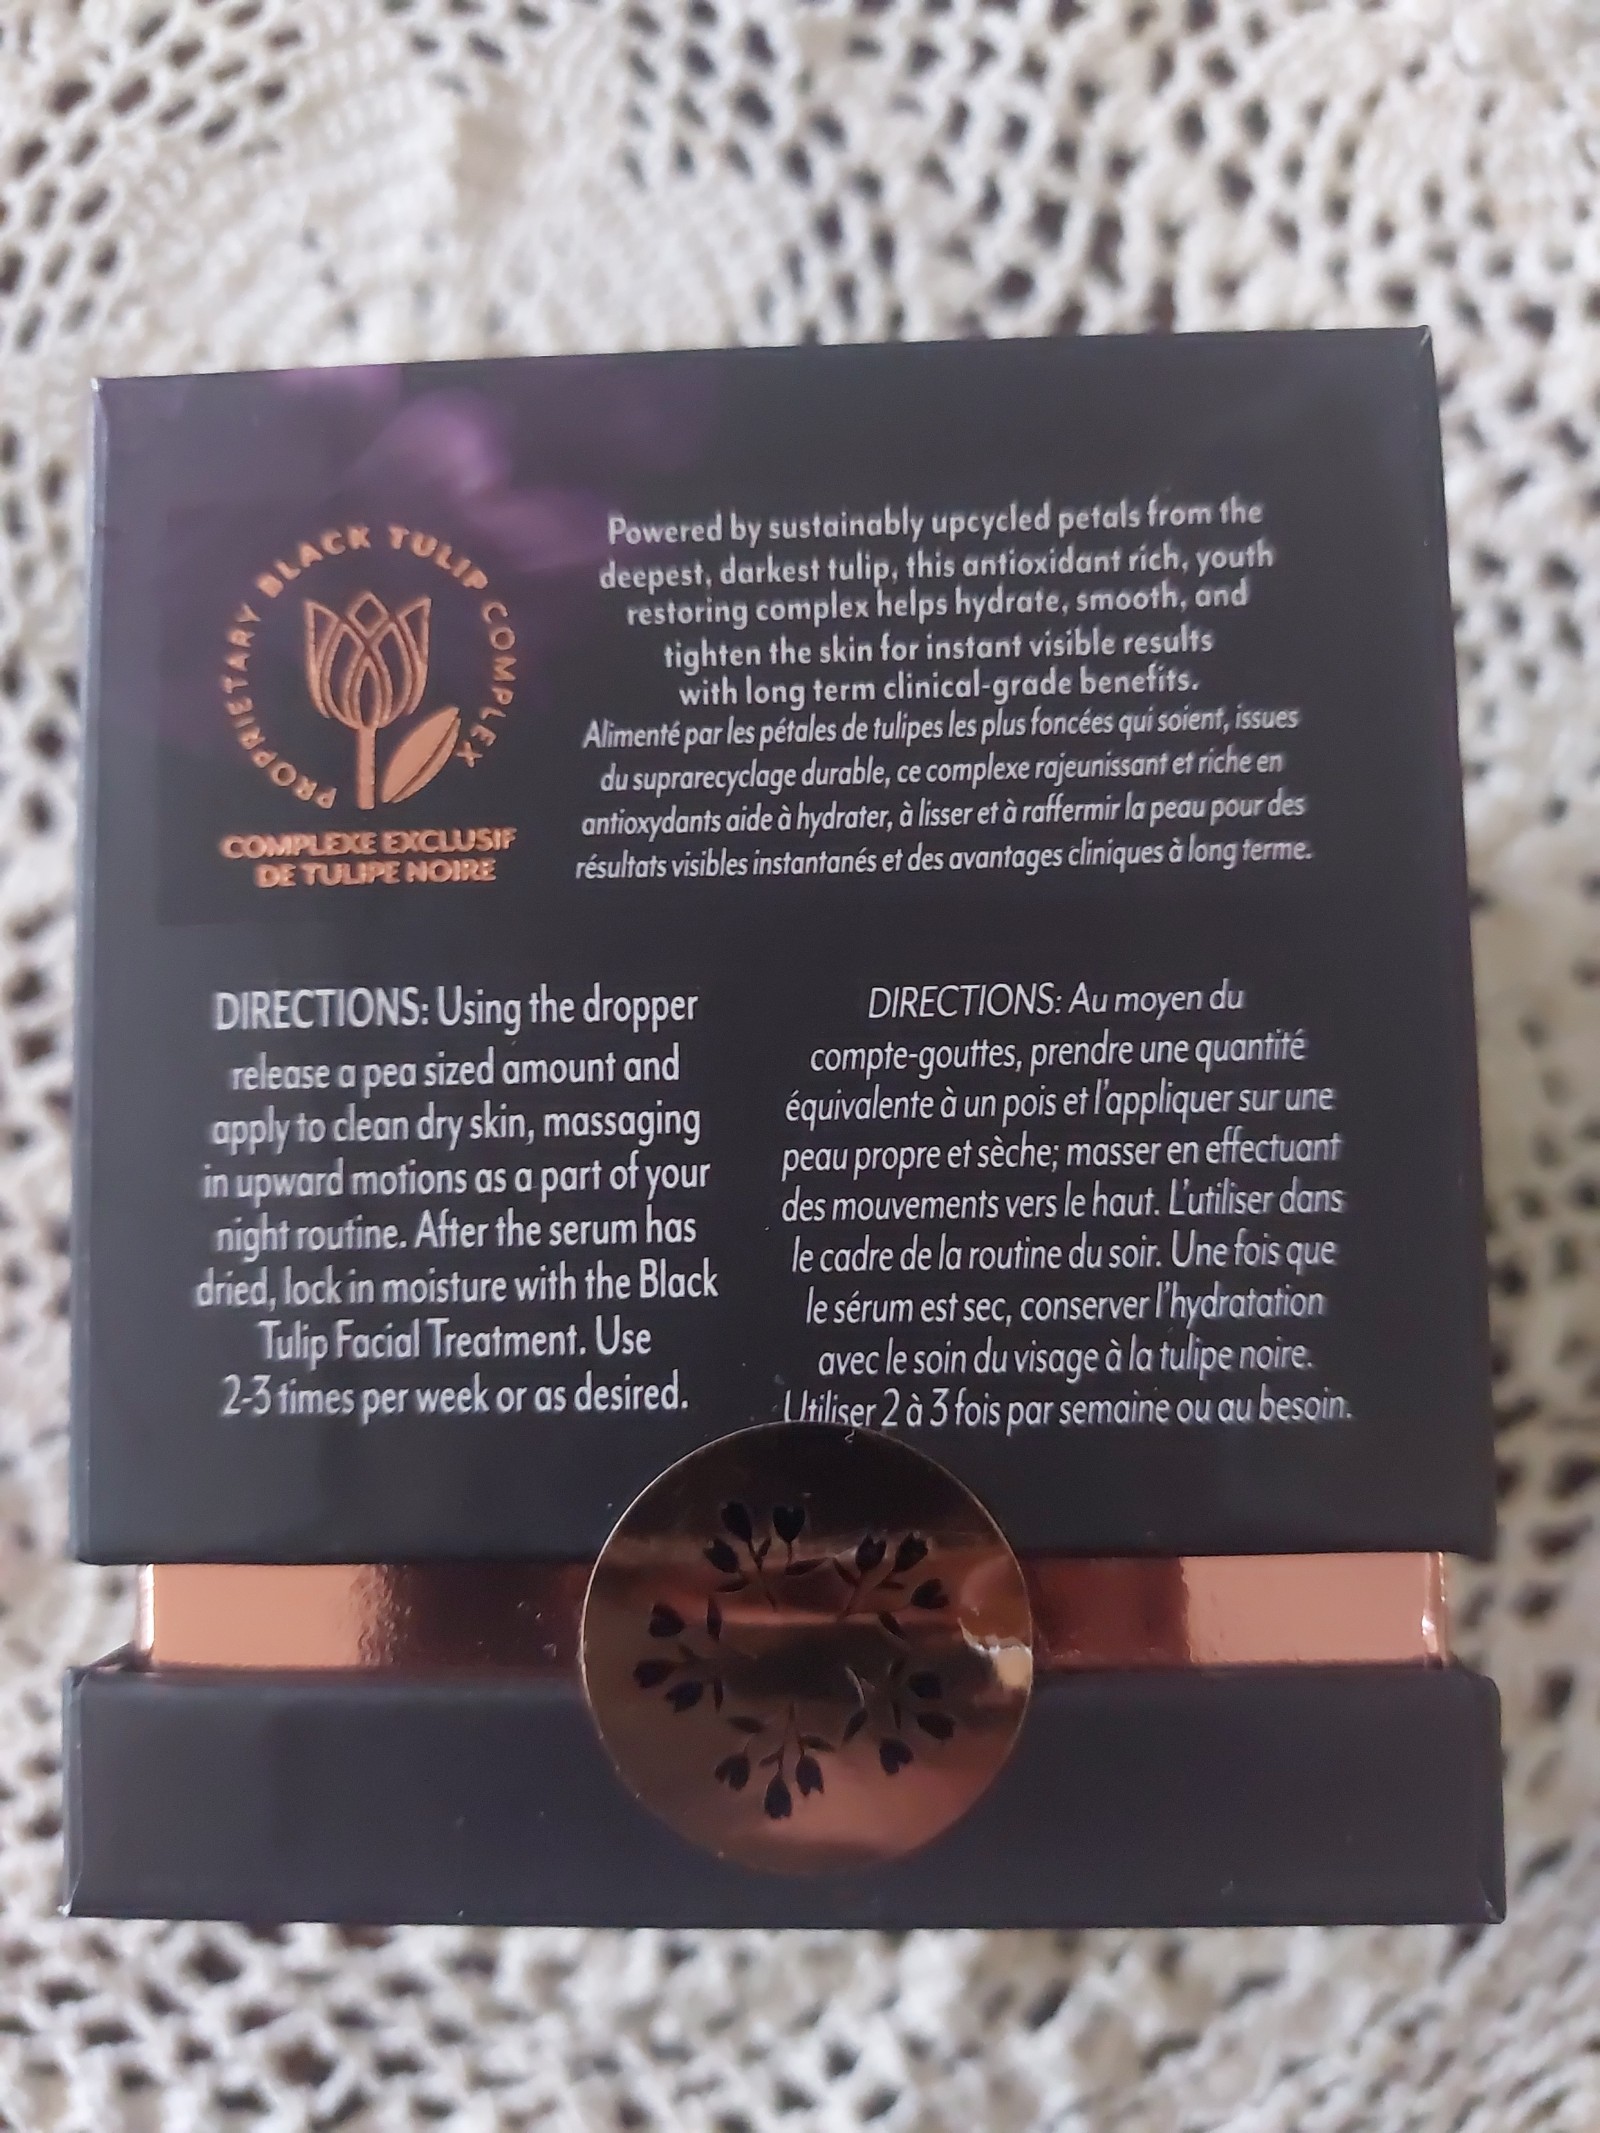 PROPRIETARY BLACK TULIP COMPLEX
COMPLEXE EXCLUSIF
DE TULIPE NOIRE
Powered by sustainably upcycled petals from the
deepest, darkest tulip, this antioxidant rich, youth
restoring complex helps hydrate, smooth, and
tighten the skin for instant visible results
with long term clinical-grade benefits.
Alimenté par les pétales de tulipes les plus foncées qui soient, issues
du suprarecyclage durable, ce complexe rajeunissant et riche en
antioxydants aide à hydrater, à lisser et à raffermir la peau pour des
résultats visibles instantanés et des avantages cliniques à long terme.
DIRECTIONS: Using the dropper
release a pea sized amount and
apply to clean dry skin, massaging
in upward motions as a part of your
night routine. After the serum has
dried, lock in moisture with the Black
Tulip Facial Treatment. Use
2-3 times per week or as desired.
DIRECTIONS: Au moyen du
compte-gouttes, prendre une quantité
équivalente à un pois et l'appliquer sur une
peau propre et sèche; masser en effectuant
des mouvements vers le haut. L'utiliser dans
le cadre de la routine du soir. Une fois que
le sérum est sec, conserver l'hydratation
avec le soin du visage à la tulipe noire.
Utiliser 2 à 3 fois par semaine ou au besoin.